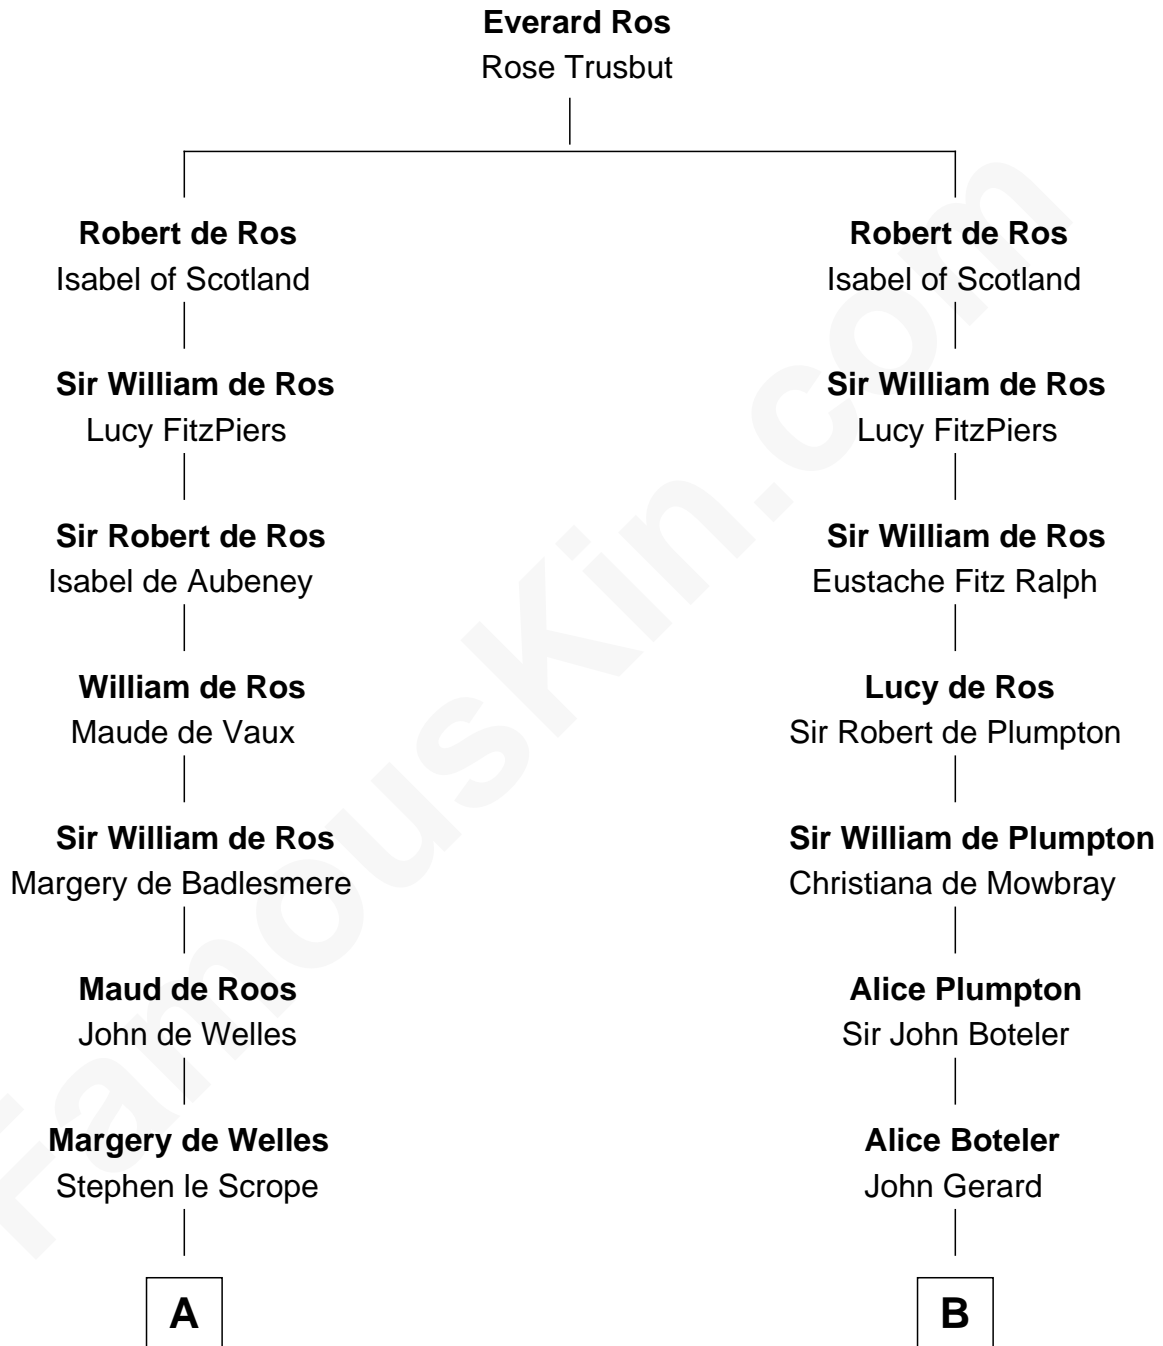 Everard Ros
Rose Trusbut
Robert de Ros
Isabel of Scotland
Sir William de Ros
Lucy FitzPiers
Sir Robert de Ros
Isabel de Aubeney
William de Ros
Maude de Vaux
Sir William de Ros
Margery de Badlesmere
Maud de Roos
John de Welles
Margery de Welles
Stephen le Scrope
A
Robert de Ros
Isabel of Scotland
Sir William de Ros
Lucy FitzPiers
Sir William de Ros
Eustache Fitz Ralph
Lucy de Ros
Sir Robert de Plumpton
Sir William de Plumpton
Christiana de Mowbray
Alice Plumpton
Sir John Boteler
Alice Boteler
John Gerard
B
FamousKin.com